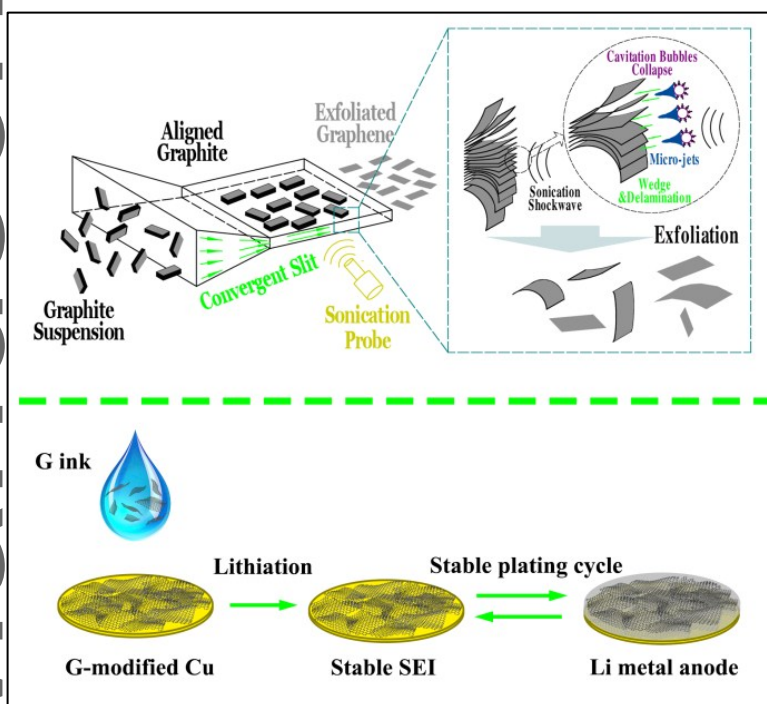 Cavitation Bubbles
Collapse
Exfoliated
Graphene
Aligned
Graphite
Micro-jets
Sonication
Shockwave
Wedge
&Delamination
Exfoliation
Convergent Slit
Graphite
Suspension
Sonication
Probe
G ink
Lithiation
Stable plating cycle
G-modified Cu
Stable SEI
Li metal anode